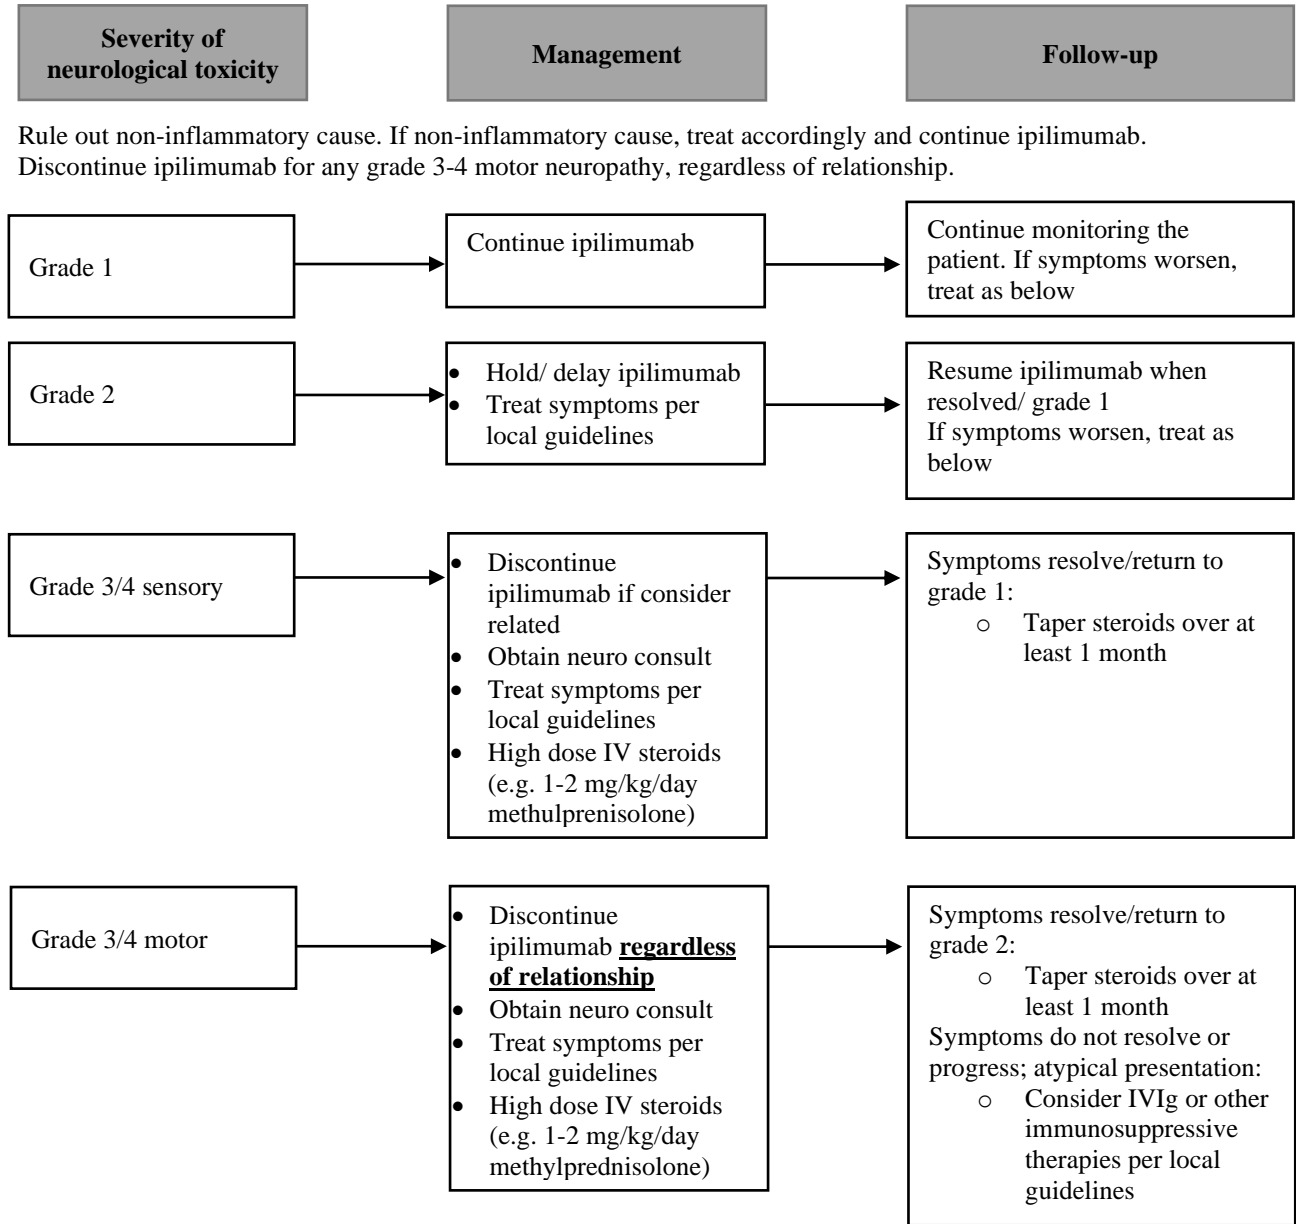 Severity of
neurological toxicity
Management
Follow-up
Rule out non-inflammatory cause. If non-inflammatory cause, treat accordingly and continue ipilimumab.
Discontinue ipilimumab for any grade 3-4 motor neuropathy, regardless of relationship.
Grade 1
Continue ipilimumab
Continue monitoring the
patient. If symptoms worsen,
treat as below
Grade 2
• Hold/ delay ipilimumab
• Treat symptoms per
local guidelines
Resume ipilimumab when
resolved/ grade 1
If symptoms worsen, treat as
below
Grade 3/4 sensory
• Discontinue
ipilimumab if consider
related
• Obtain neuro consult
• Treat symptoms per
local guidelines
• High dose IV steroids
(e.g. 1-2 mg/kg/day
methulprenisolone)
Symptoms resolve/return to
grade 1:
o Taper steroids over at
least 1 month
Grade 3/4 motor
• Discontinue
ipilimumab regardless
of relationship
• Obtain neuro consult
• Treat symptoms per
local guidelines
• High dose IV steroids
(e.g. 1-2 mg/kg/day
methylprednisolone)
Symptoms resolve/return to
grade 2:
o Taper steroids over at
least 1 month
Symptoms do not resolve or
progress; atypical presentation:
o Consider IVIg or other
immunosuppressive
therapies per local
guidelines